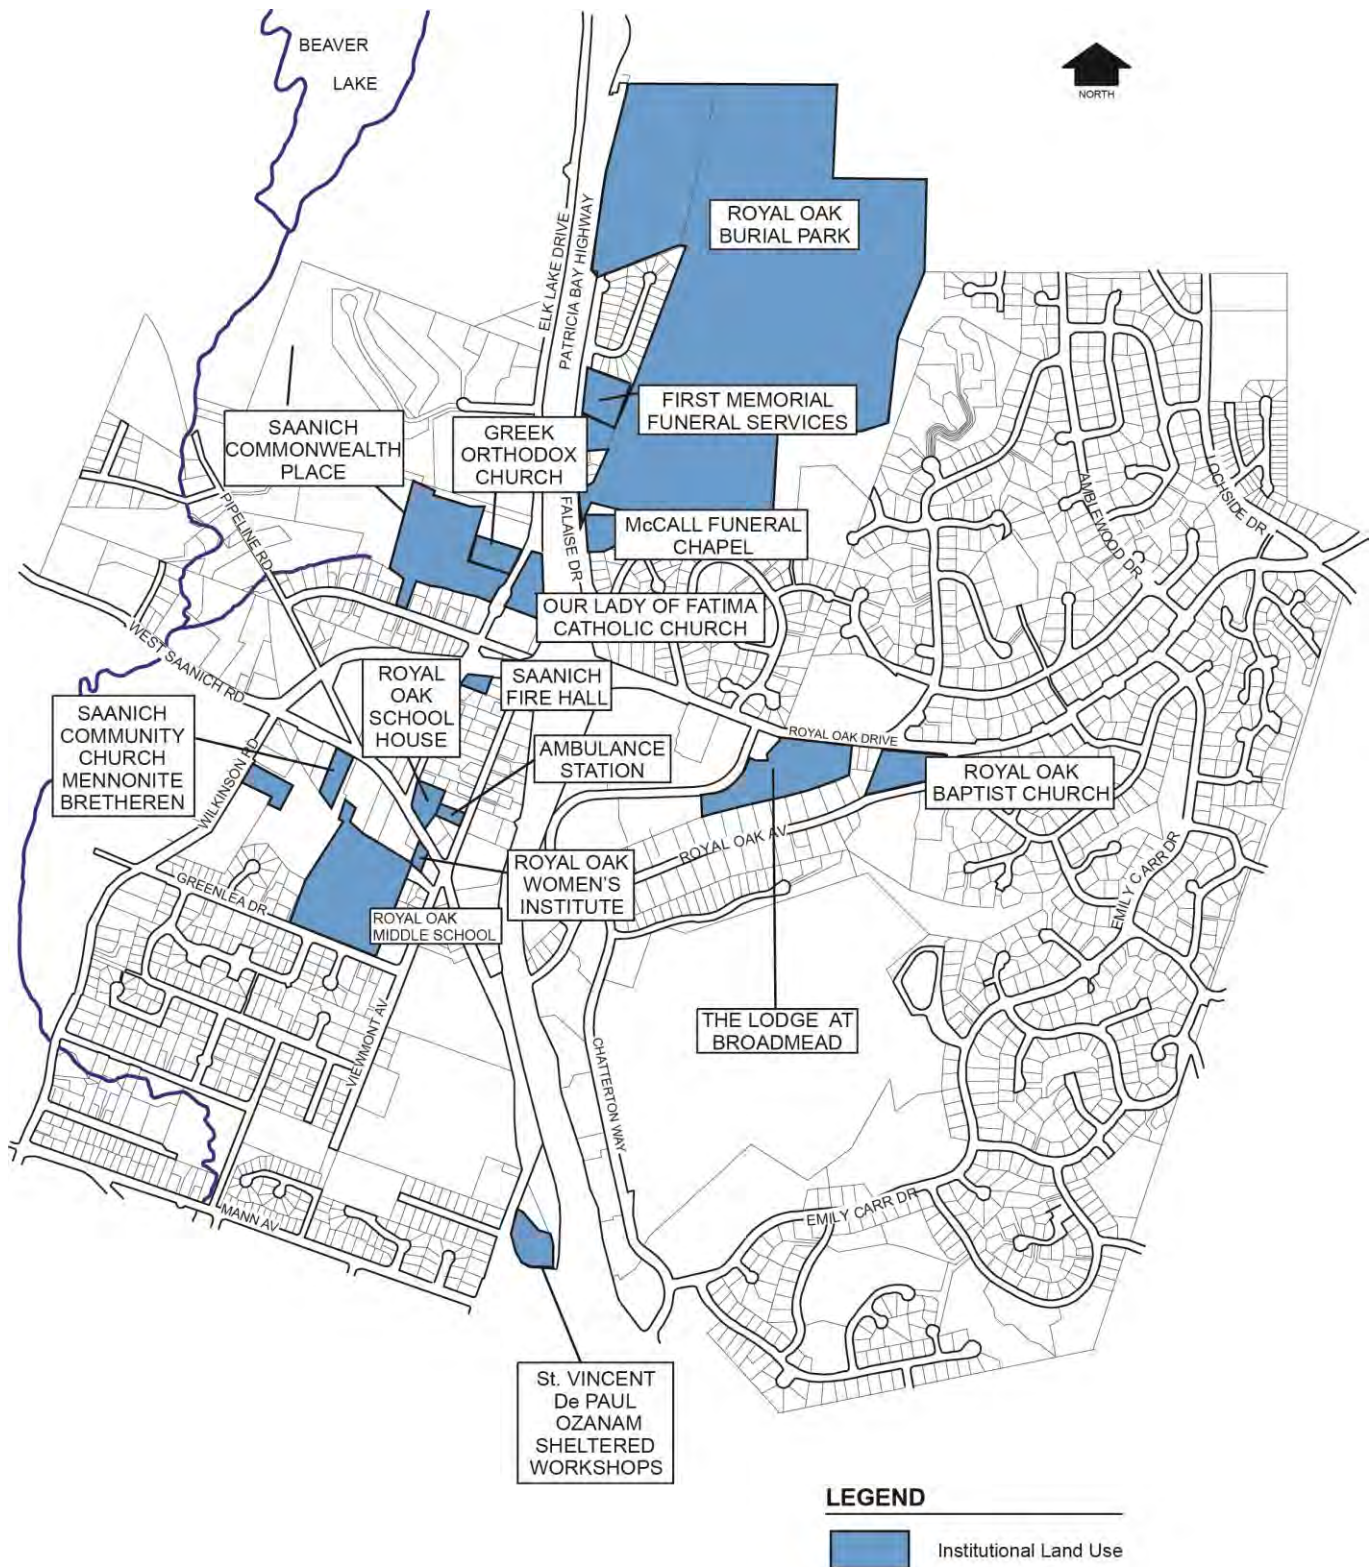 BEAVER
LAKE
NORTH
ELK LAKE DRIVE
PATRICIA BAY HIGHWAY
ROYAL OAK
BURIAL PARK
FIRST MEMORIAL
FUNERAL SERVICES
SAANICH
COMMONWEALTH
PLACE
GREEK
ORTHODOX
CHURCH
PIPELINE RD
FALAISE DR
McCALL FUNERAL
CHAPEL
AMBLEWOOD DR
LOCHSIDE DR
OUR LADY OF FATIMA
CATHOLIC CHURCH
WEST SAANICH RD
ROYAL
OAK
SCHOOL
HOUSE
SAANICH
FIRE HALL
SAANICH
COMMUNITY
CHURCH
MENNONITE
BRETHEREN
WILKINSON RD
AMBULANCE
STATION
ROYAL OAK DRIVE
ROYAL OAK
BAPTIST CHURCH
ROYAL OAK AV
ROYAL OAK
WOMEN'S
INSTITUTE
GREENLEA DR
ROYAL OAK
MIDDLE SCHOOL
EMILY CARR DR
THE LODGE AT
BROADMEAD
VIEWMONT AV
CHATTERTON WAY
MANN AV
EMILY CARR DR
St. VINCENT
De PAUL
OZANAM
SHELTERED
WORKSHOPS
LEGEND
Institutional Land Use